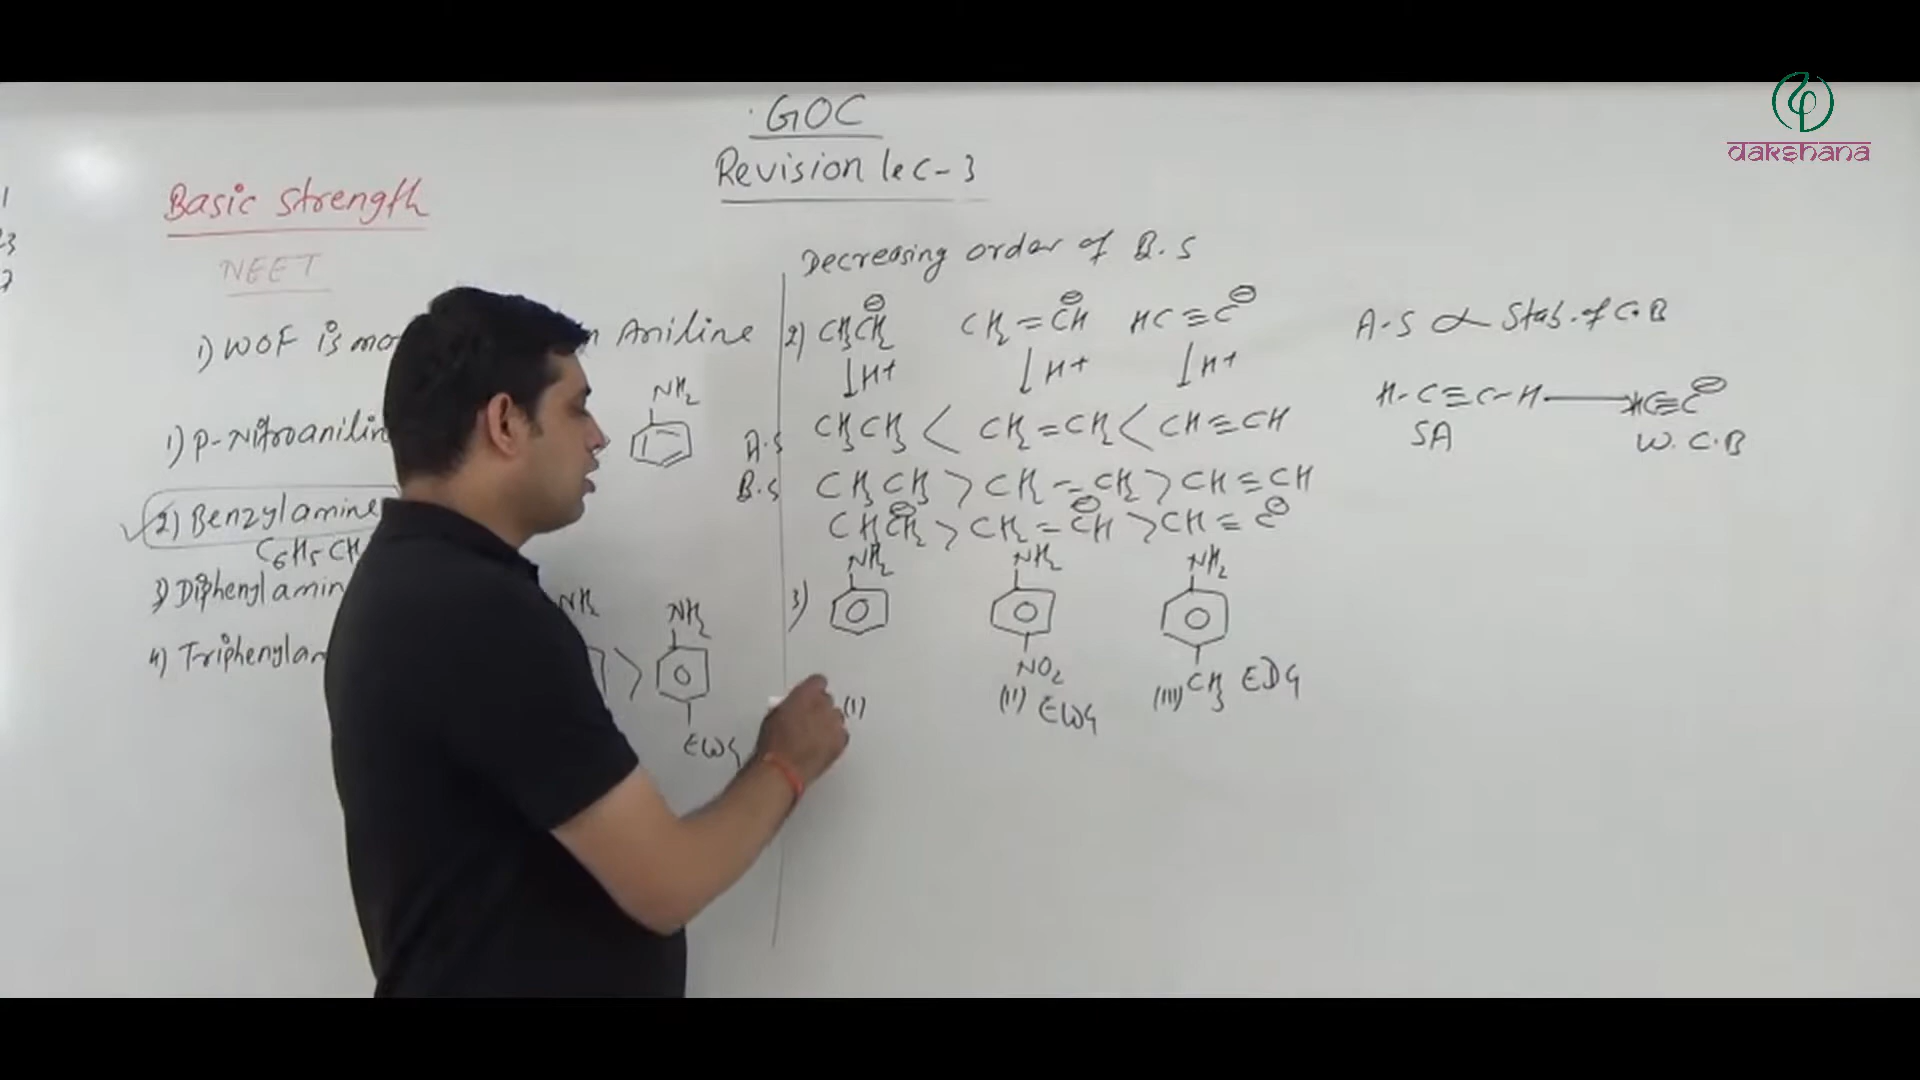 GOC
Revision lec-3
dakshana
Basic strength
NEET
1) WOF is Aniline
NH2
1) P-Nitroanilin
2) Benzylamine
C6H5CH
3) Diphenylamin
4) Triphenylam
NH2 > NH2
EWG
Decreasing order of B.S
2) CH3CH2⊖ CH2=CH⊖ HC≡C⊖
↓H+ ↓H+ ↓H+
A.S CH3CH3 < CH2=CH2 < CH≡CH
B.S CH3CH3 > CH2=CH2 > CH≡CH
CH3CH2⊖ > CH2=CH⊖ > CH≡C⊖
3) NH2 NH2 NH2
NO2 CH3 EDG
(I) (II) EWG (III)
A.S ∝ Stab. of C.B
H-C≡C-H → HC≡C⊖
SA W.C.B